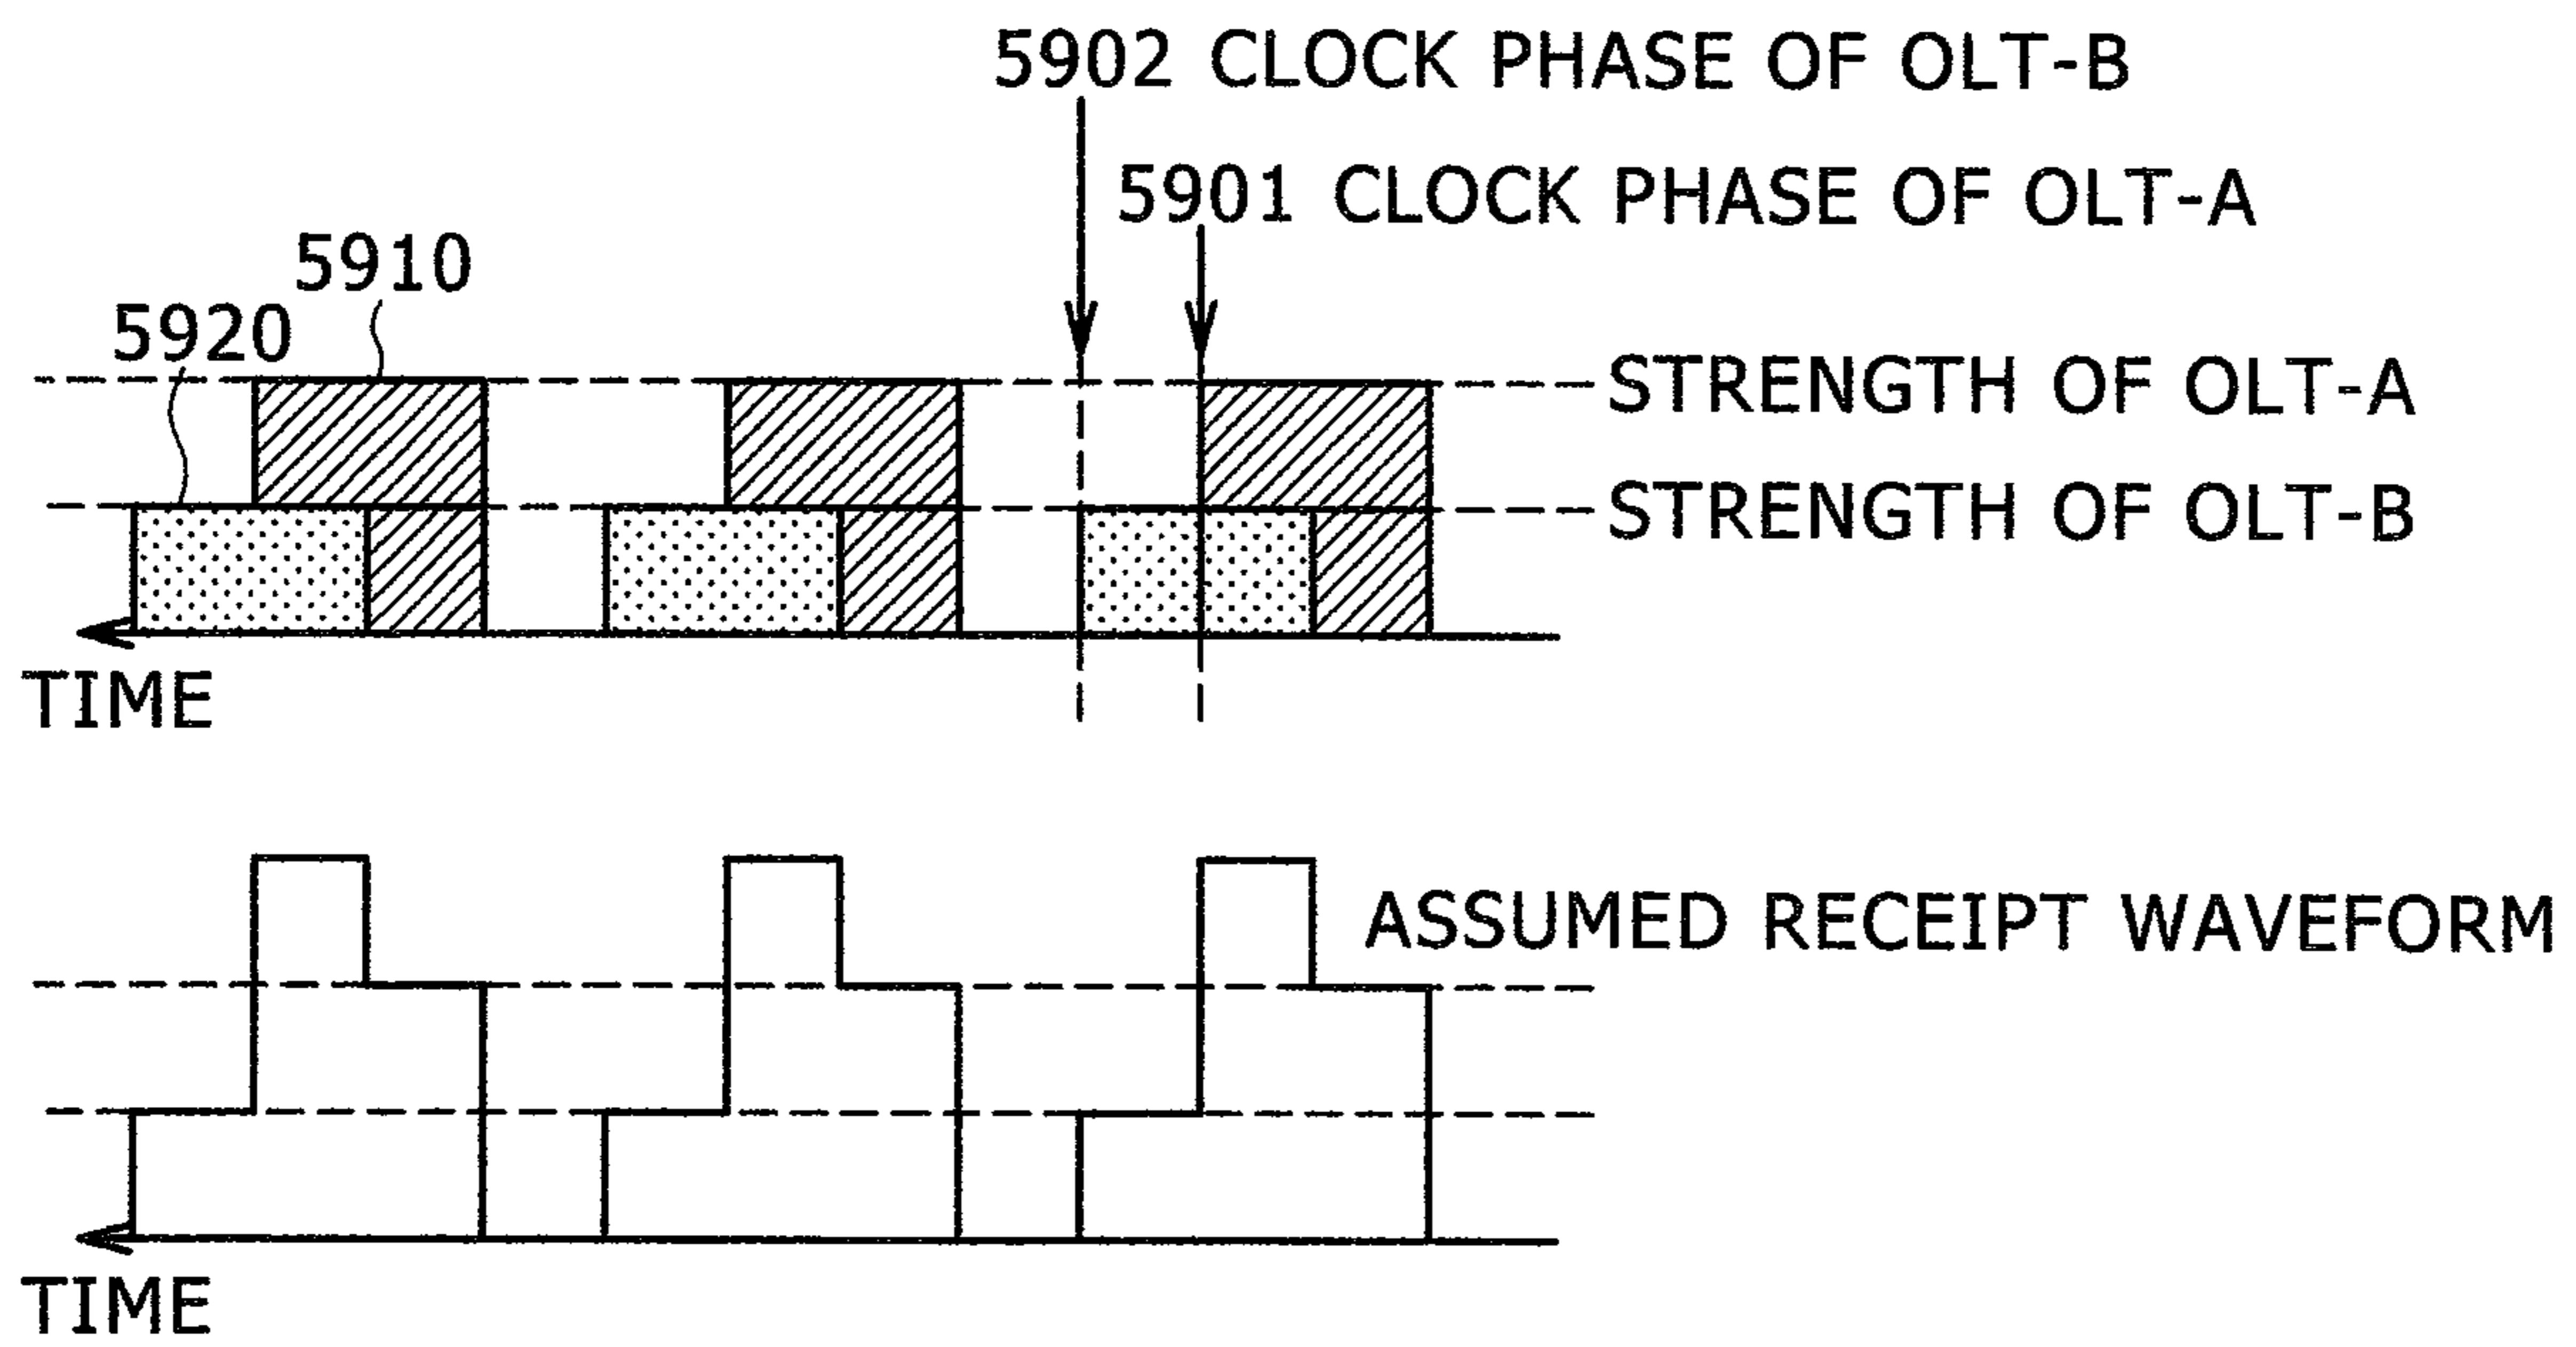 5902 CLOCK PHASE OF OLT-B
5901 CLOCK PHASE OF OLT-A
5910
5920
STRENGTH OF OLT-A
STRENGTH OF OLT-B
TIME
ASSUMED RECEIPT WAVEFORM
TIME